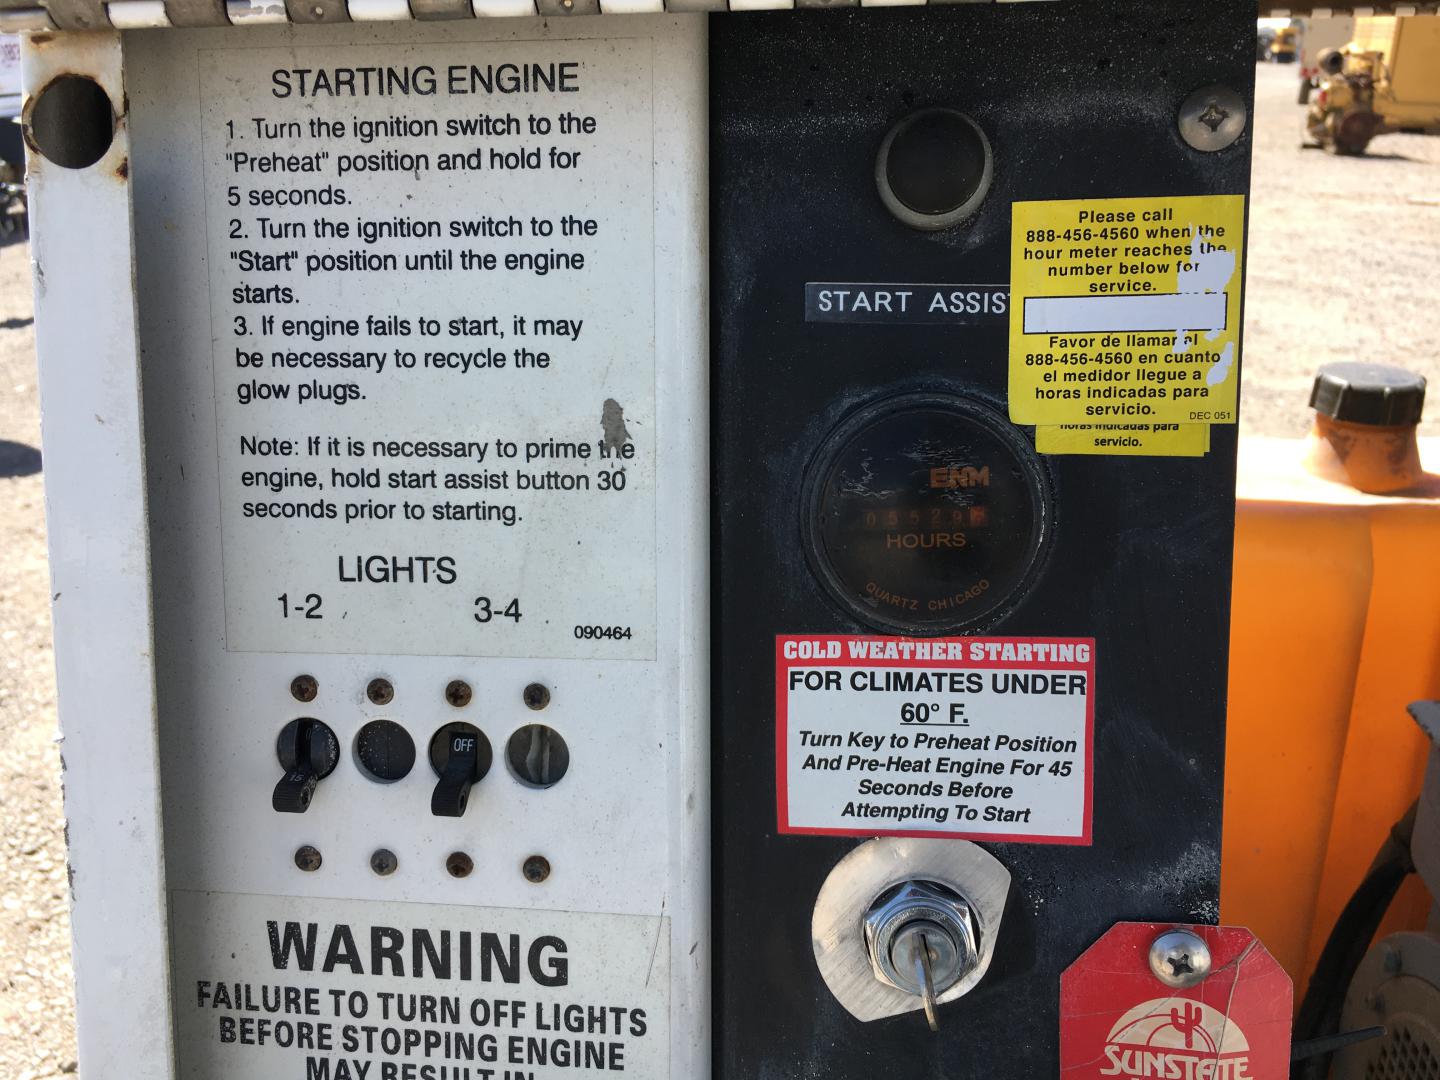 STARTING ENGINE
1. Turn the ignition switch to the
"Preheat" position and hold for
5 seconds.
2. Turn the ignition switch to the
"Start" position until the engine
starts.
3. If engine fails to start, it may
be necessary to recycle the
glow plugs.
Note: If it is necessary to prime the
engine, hold start assist button 30
seconds prior to starting.
LIGHTS
1-2 3-4
090464
15
OFF
WARNING
FAILURE TO TURN OFF LIGHTS
BEFORE STOPPING ENGINE
MAY RESULT IN
START ASSIST
Please call
888-456-4560 when the
hour meter reaches the
number below for
service.
Favor de llamar al
888-456-4560 en cuanto
el medidor llegue a
horas indicadas para
servicio.
DEC 051
horas indicadas para
servicio.
ENM
HOURS
QUARTZ CHICAGO
COLD WEATHER STARTING
FOR CLIMATES UNDER
60° F.
Turn Key to Preheat Position
And Pre-Heat Engine For 45
Seconds Before
Attempting To Start
SUNSTATE